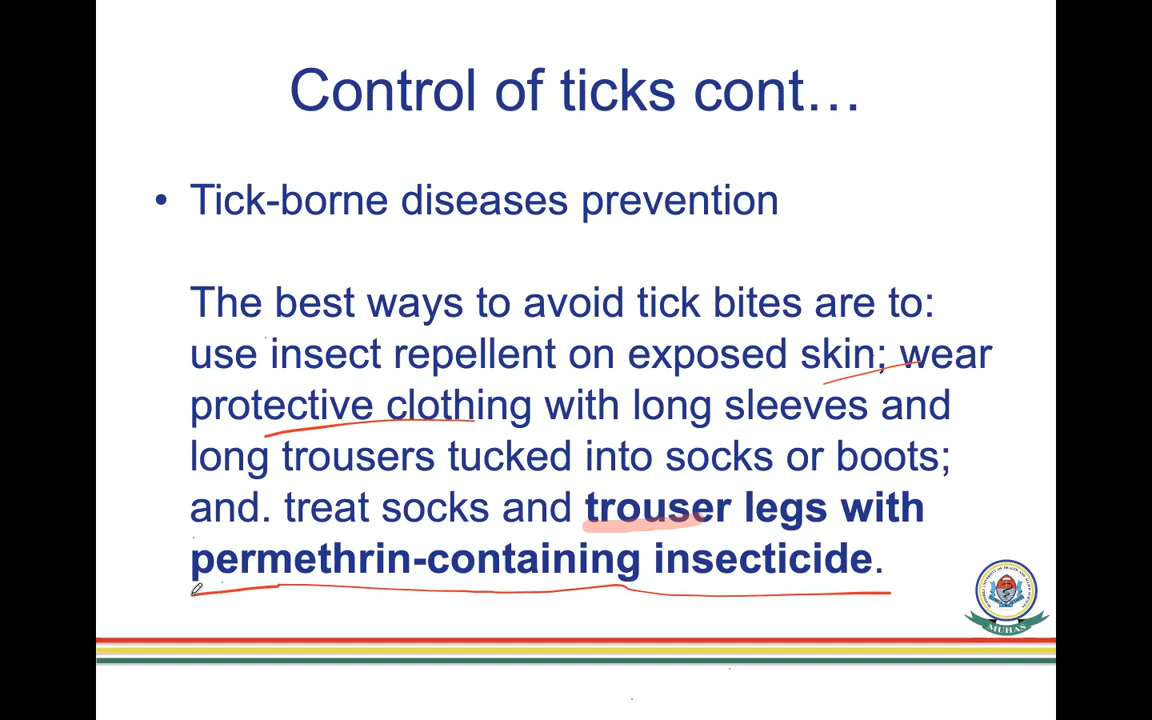 Control of ticks cont…
• Tick-borne diseases prevention
The best ways to avoid tick bites are to:
use insect repellent on exposed skin; wear
protective clothing with long sleeves and
long trousers tucked into socks or boots;
and. treat socks and trouser legs with
permethrin-containing insecticide.
MUHAS